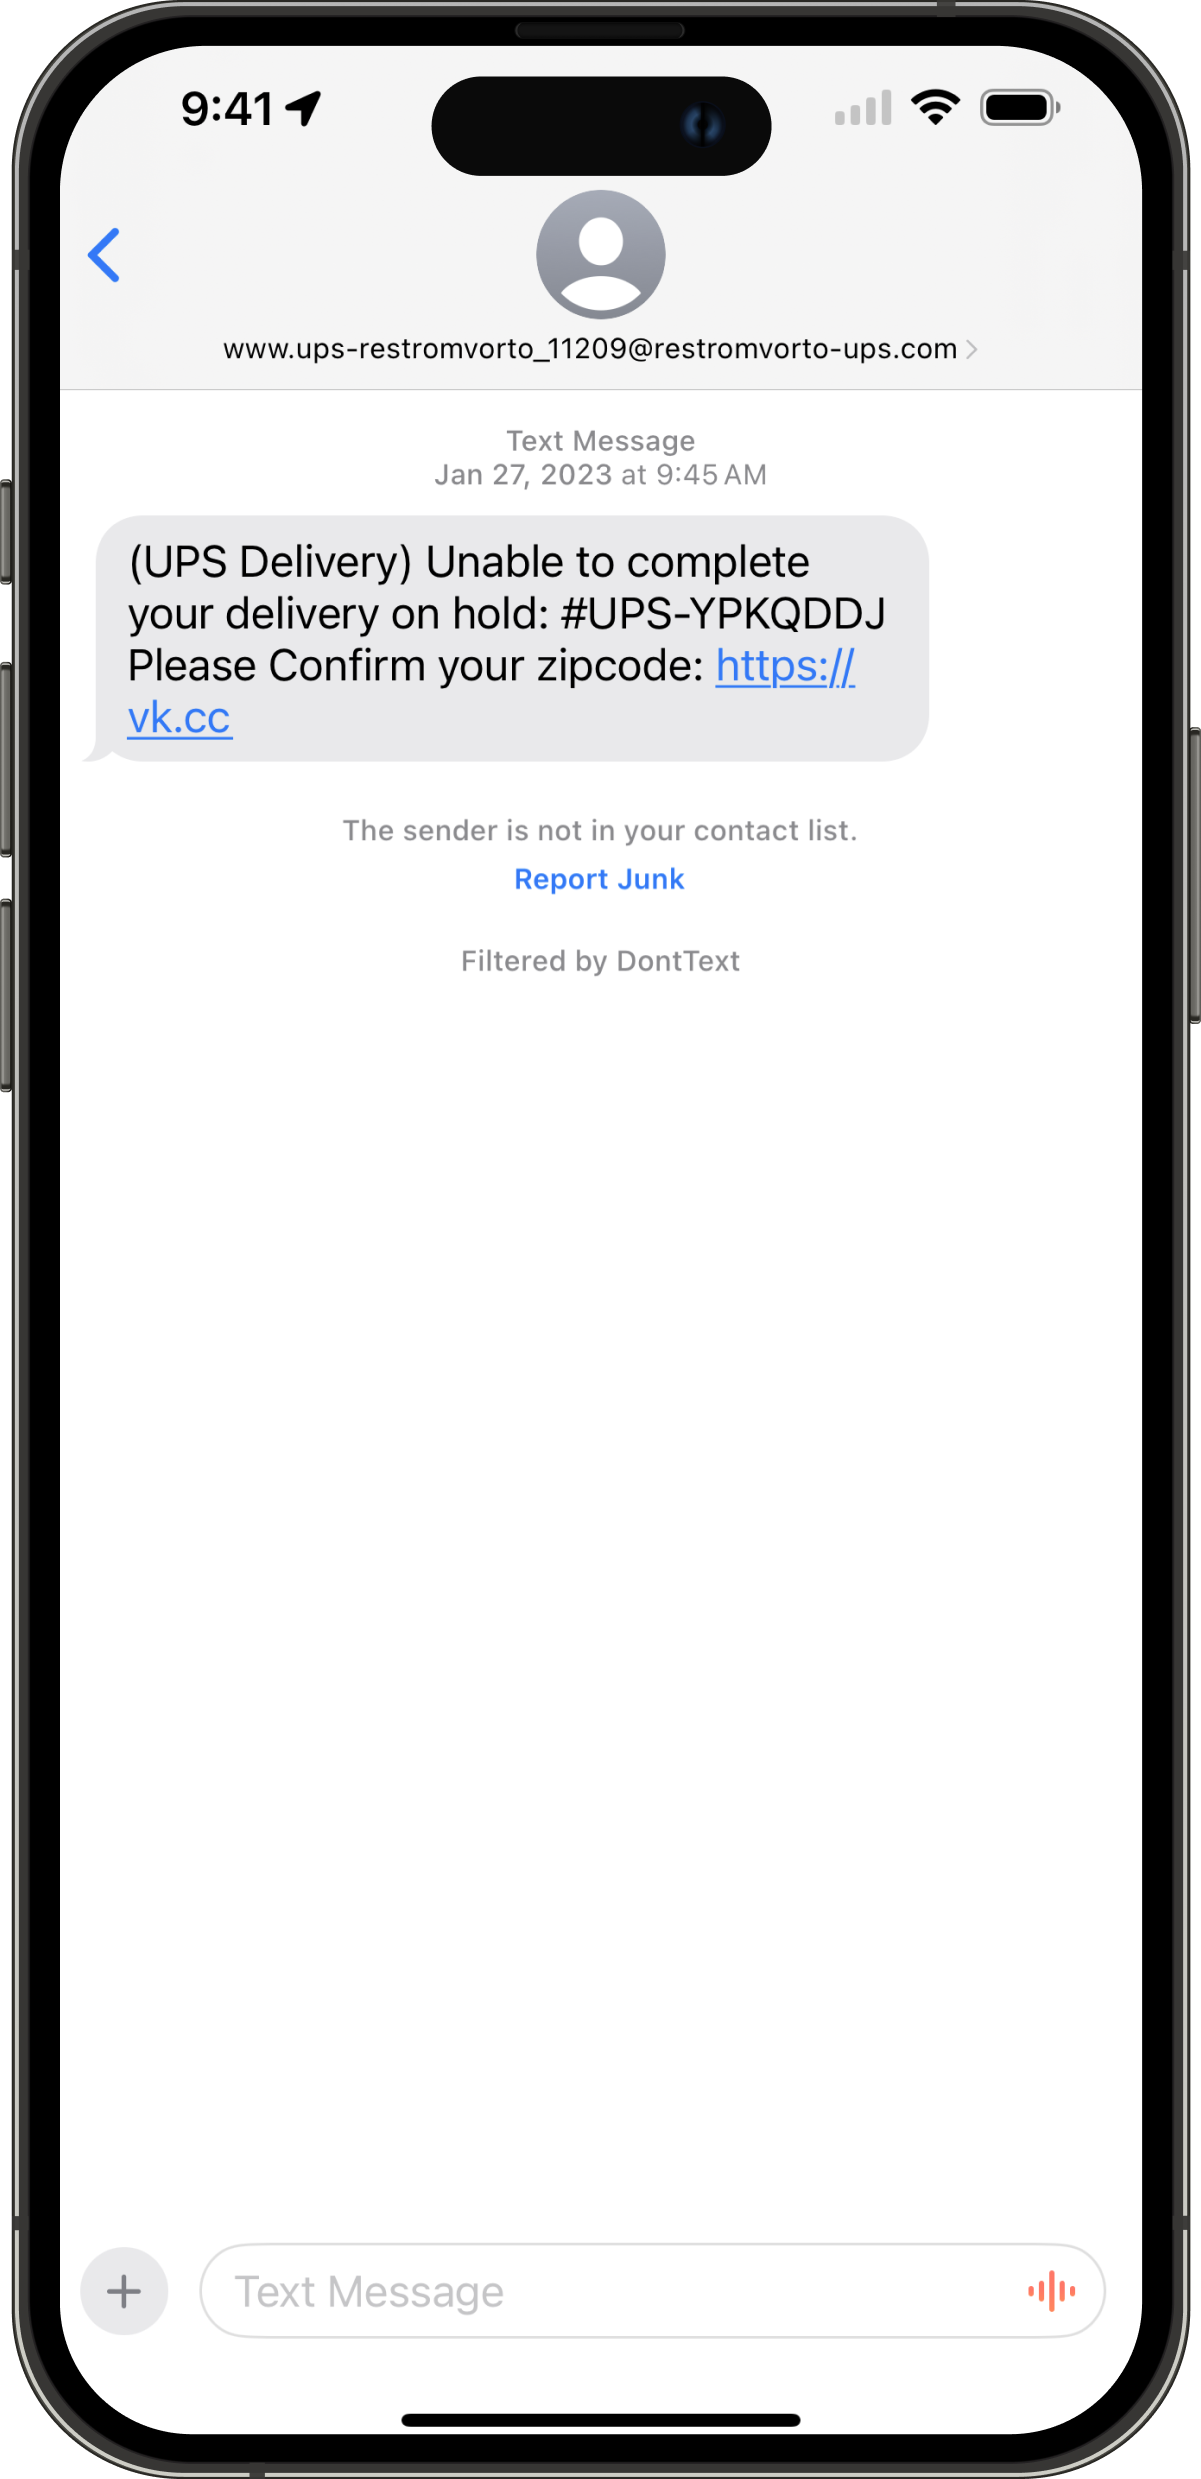 9:41
www.ups-restromvorto_11209@restromvorto-ups.com
Text Message
Jan 27, 2023 at 9:45 AM
(UPS Delivery) Unable to complete
your delivery on hold: #UPS-YPKQDDJ
Please Confirm your zipcode: https://
vk.cc
The sender is not in your contact list.
Report Junk
Filtered by DontText
Text Message